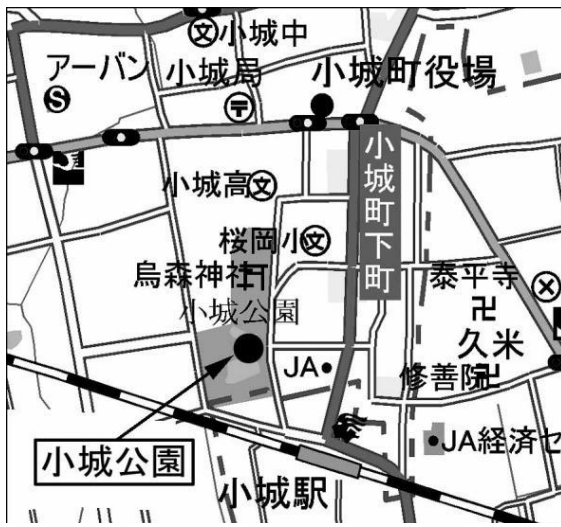 小城中
アーバン
小城局
小城町役場
小城高
小城町下町
桜岡小
烏森神社
泰平寺
小城公園
久米
JA
修善院
小城公園
JA経済セ
小城駅